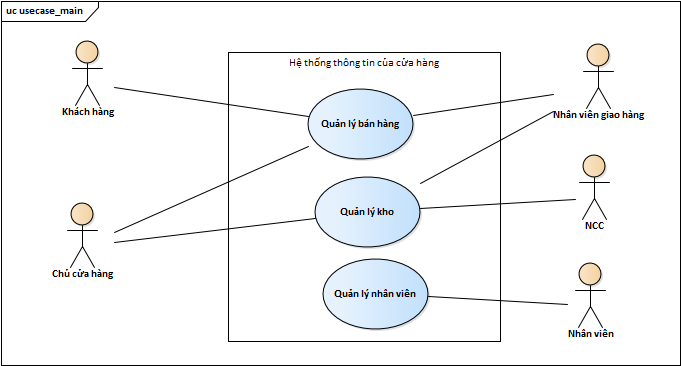 uc usecase_main
Hệ thống thông tin của cửa hàng
Khách hàng
Quản lý bán hàng
Nhân viên giao hàng
Chủ cửa hàng
Quản lý kho
NCC
Quản lý nhân viên
Nhân viên